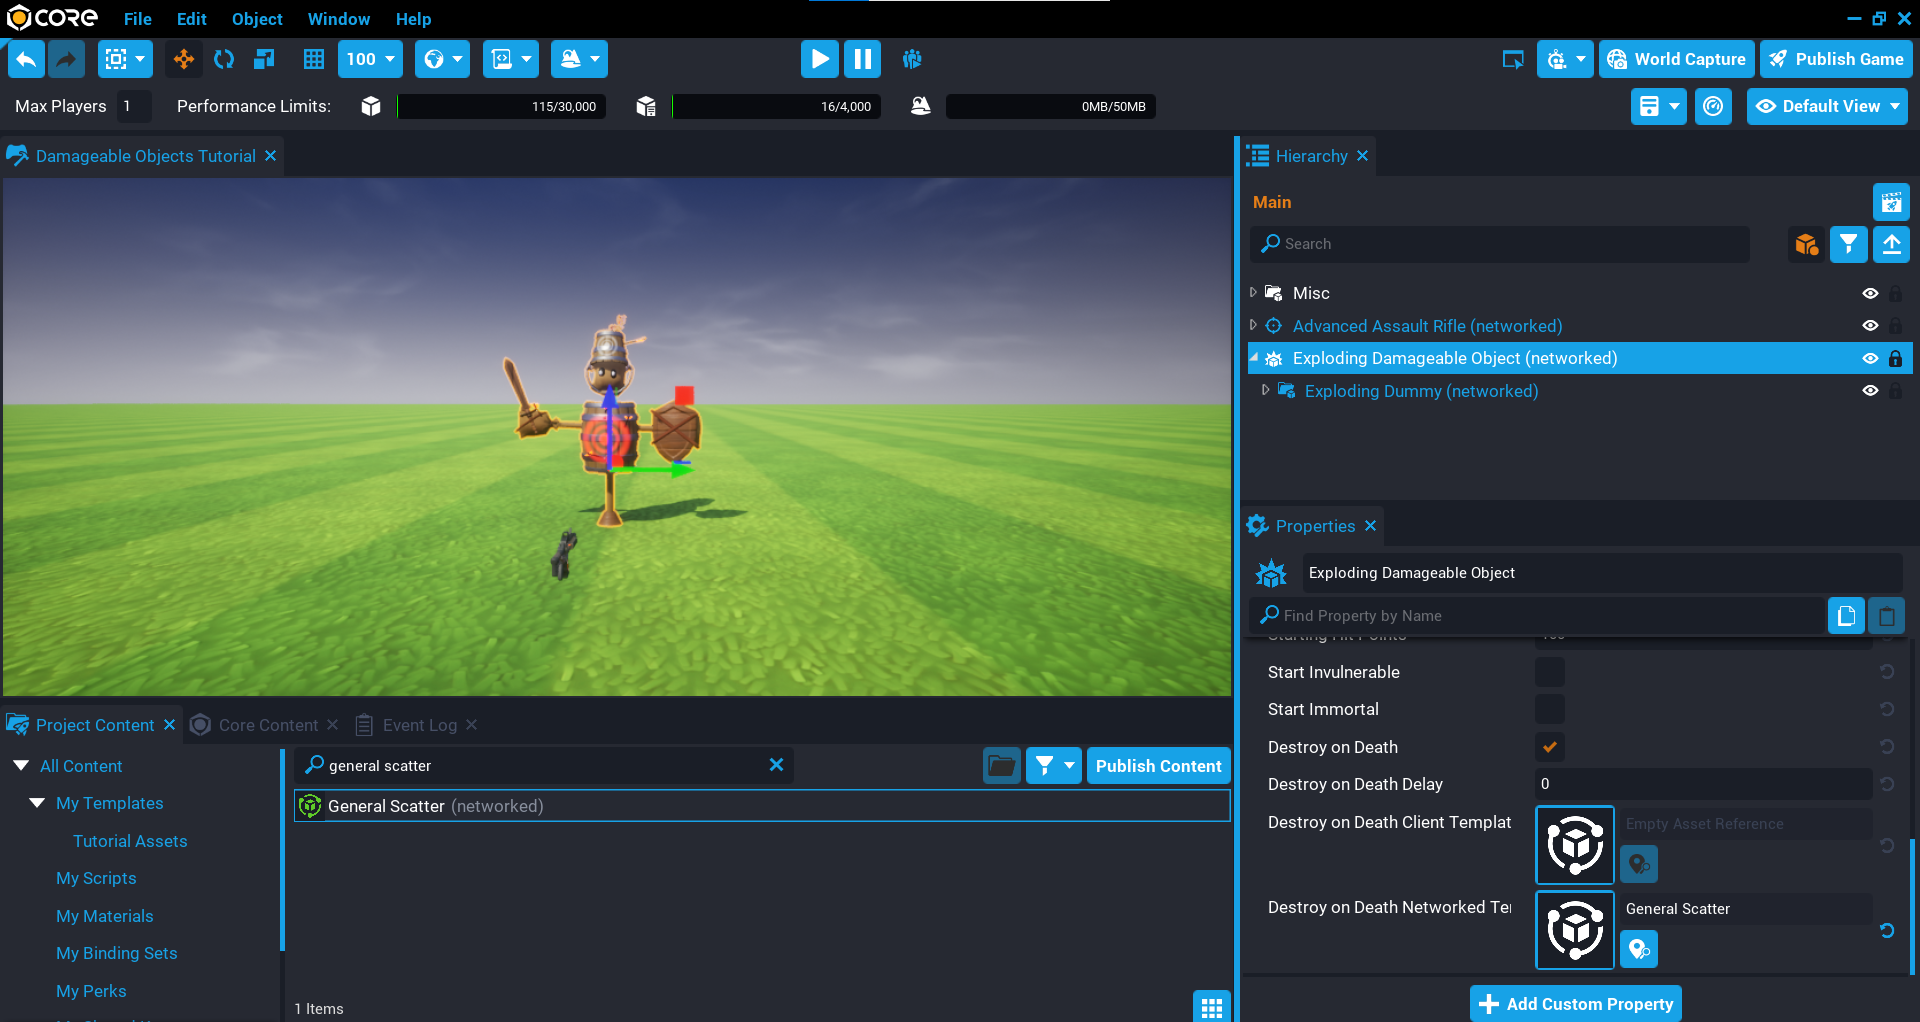 CORE File Edit Object Window Help
100 World Capture Publish Game
Max Players 1 Performance Limits: 115/30,000 16/4,000 0MB/50MB Default View
Damageable Objects Tutorial
Hierarchy
Main
Search
Misc
Advanced Assault Rifle (networked)
Exploding Damageable Object (networked)
Exploding Dummy (networked)
Properties
Exploding Damageable Object
Find Property by Name
Starting Hit Points
Start Invulnerable
Start Immortal
Destroy on Death
Destroy on Death Delay 0
Destroy on Death Client Templat Empty Asset Reference
Destroy on Death Networked Te General Scatter
Add Custom Property
Project Content Core Content Event Log
All Content
My Templates
Tutorial Assets
My Scripts
My Materials
My Binding Sets
My Perks
general scatter Publish Content
General Scatter (networked)
1 Items